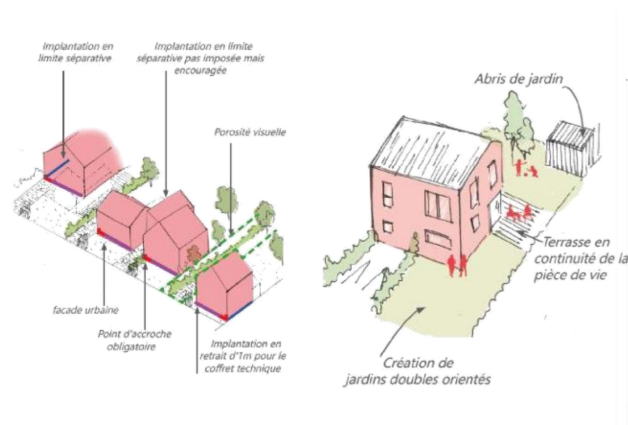 Implantation en
limite séparative
Implantation en limite
séparative pas imposée mais
encouragée
Porosité visuelle
facade urbaine
Point d'accroche
obligatoire
Implantation en
retrait d'1m pour le
coffret technique
Abris de jardin
Terrasse en
continuité de la
pièce de vie
Création de
jardins doubles orientés